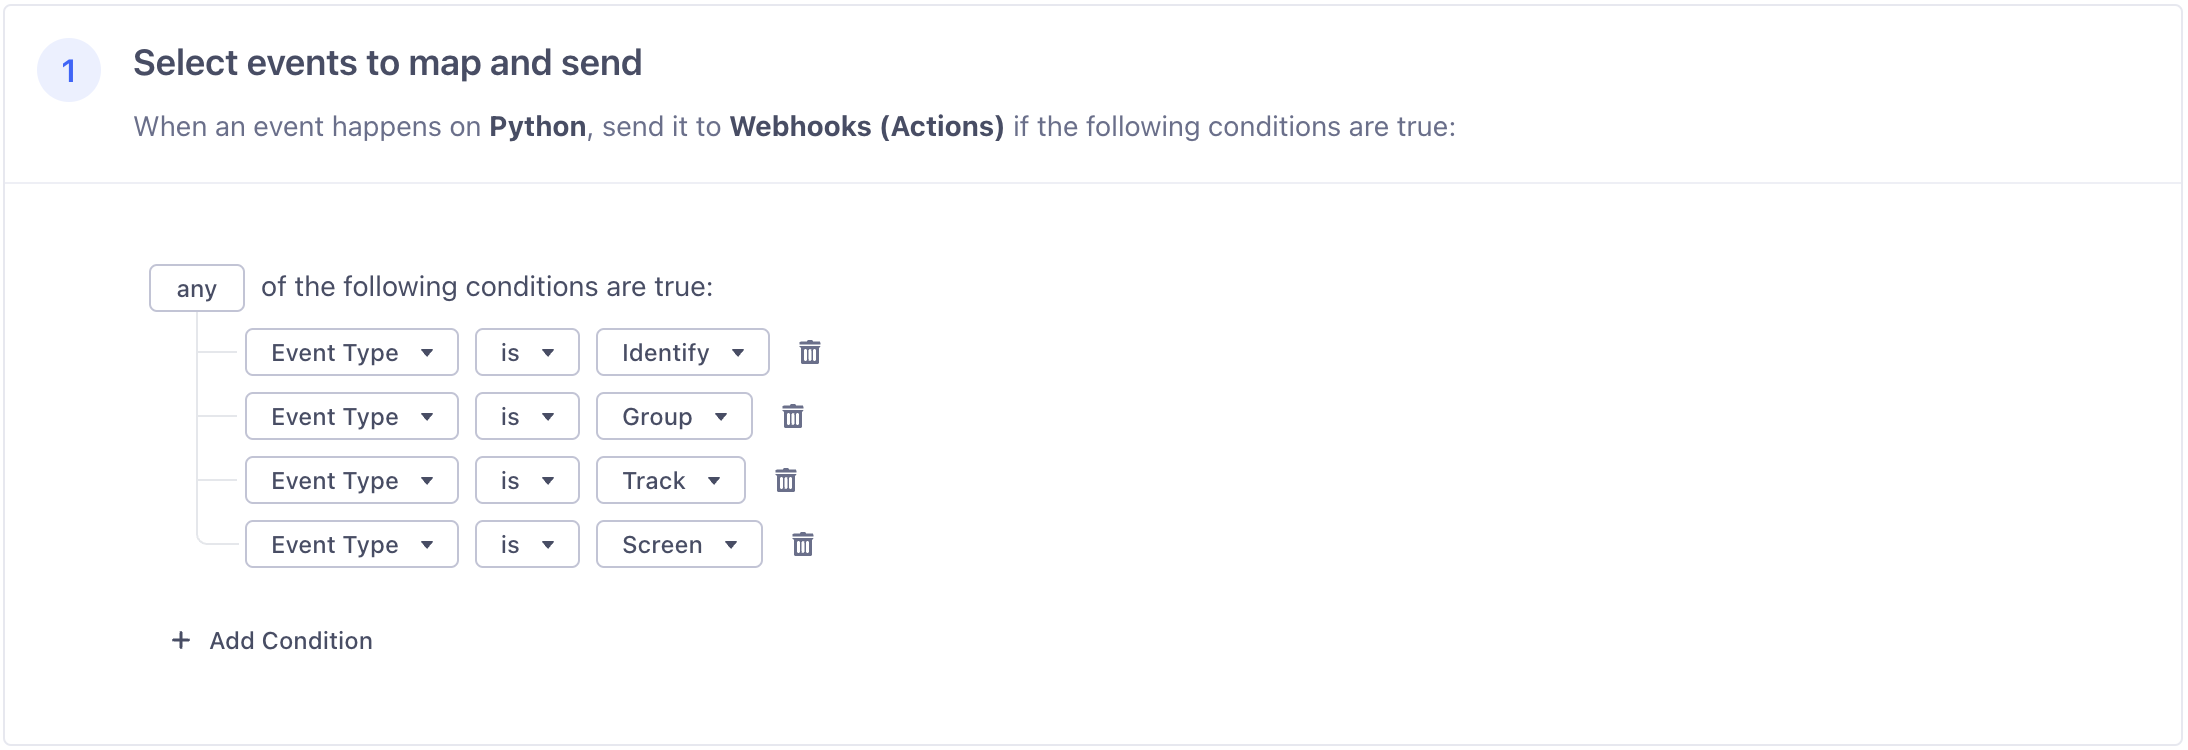 1
Select events to map and send
When an event happens on Python, send it to Webhooks (Actions) if the following conditions are true:
any of the following conditions are true:
Event Type is Identify
Event Type is Group
Event Type is Track
Event Type is Screen
+ Add Condition